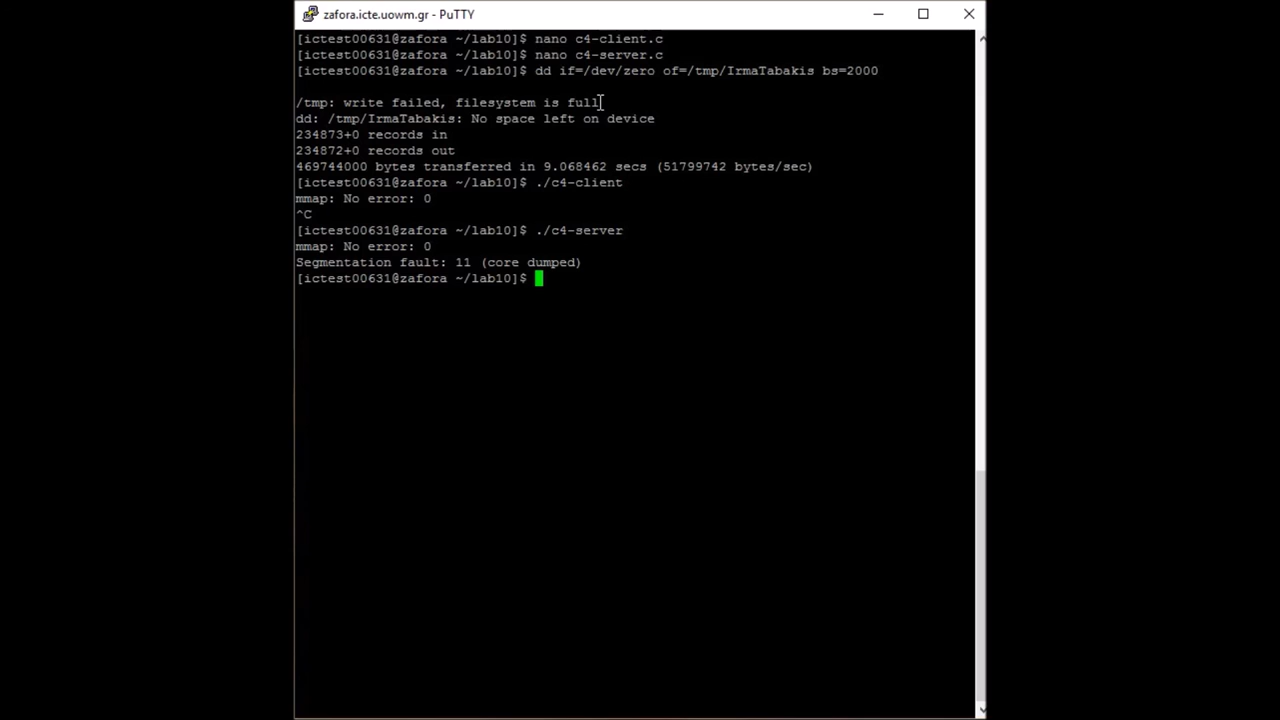 zafora.icte.uowm.gr - PuTTY
[ictest00631@zafora ~/lab10]$ nano c4-client.c
[ictest00631@zafora ~/lab10]$ nano c4-server.c
[ictest00631@zafora ~/lab10]$ dd if=/dev/zero of=/tmp/IrmaTabakis bs=2000
/tmp: write failed, filesystem is full
dd: /tmp/IrmaTabakis: No space left on device
234873+0 records in
234872+0 records out
469744000 bytes transferred in 9.068462 secs (51799742 bytes/sec)
[ictest00631@zafora ~/lab10]$ ./c4-client
mmap: No error: 0
^C
[ictest00631@zafora ~/lab10]$ ./c4-server
mmap: No error: 0
Segmentation fault: 11 (core dumped)
[ictest00631@zafora ~/lab10]$